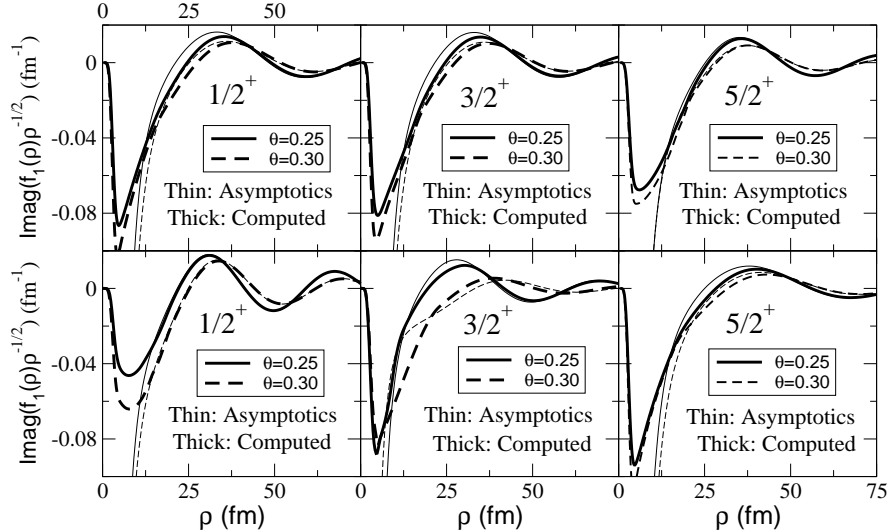 0 25 50
0
-0.04
-0.08
Imag(f₁(ρ)ρ⁻¹/²) (fm⁻¹)
1/2⁺
θ=0.25
θ=0.30
Thin: Asymptotics
Thick: Computed
3/2⁺
θ=0.25
θ=0.30
Thin: Asymptotics
Thick: Computed
5/2⁺
θ=0.25
θ=0.30
Thin: Asymptotics
Thick: Computed
0
-0.04
-0.08
Imag(f₁(ρ)ρ⁻¹/²) (fm⁻¹)
1/2⁺
θ=0.25
θ=0.30
Thin: Asymptotics
Thick: Computed
3/2⁺
θ=0.25
θ=0.30
Thin: Asymptotics
Thick: Computed
5/2⁺
θ=0.25
θ=0.30
Thin: Asymptotics
Thick: Computed
0 25 50 0 25 50 0 25 50 75
ρ (fm) ρ (fm) ρ (fm)